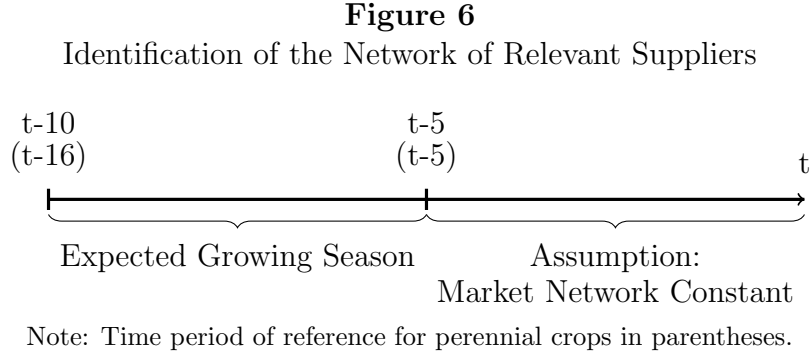 Figure 6
Identification of the Network of Relevant Suppliers
t-10
(t-16)
t-5
(t-5)
t
Expected Growing Season
Assumption:
Market Network Constant
Note: Time period of reference for perennial crops in parentheses.